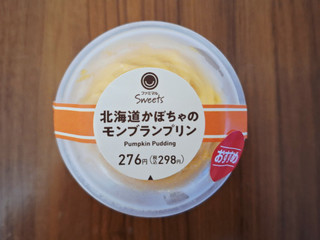 ファミマル
Sweets
北海道かぼちゃの
モンブランプリン
Pumpkin Pudding
276円(税込298円)
おすすめ